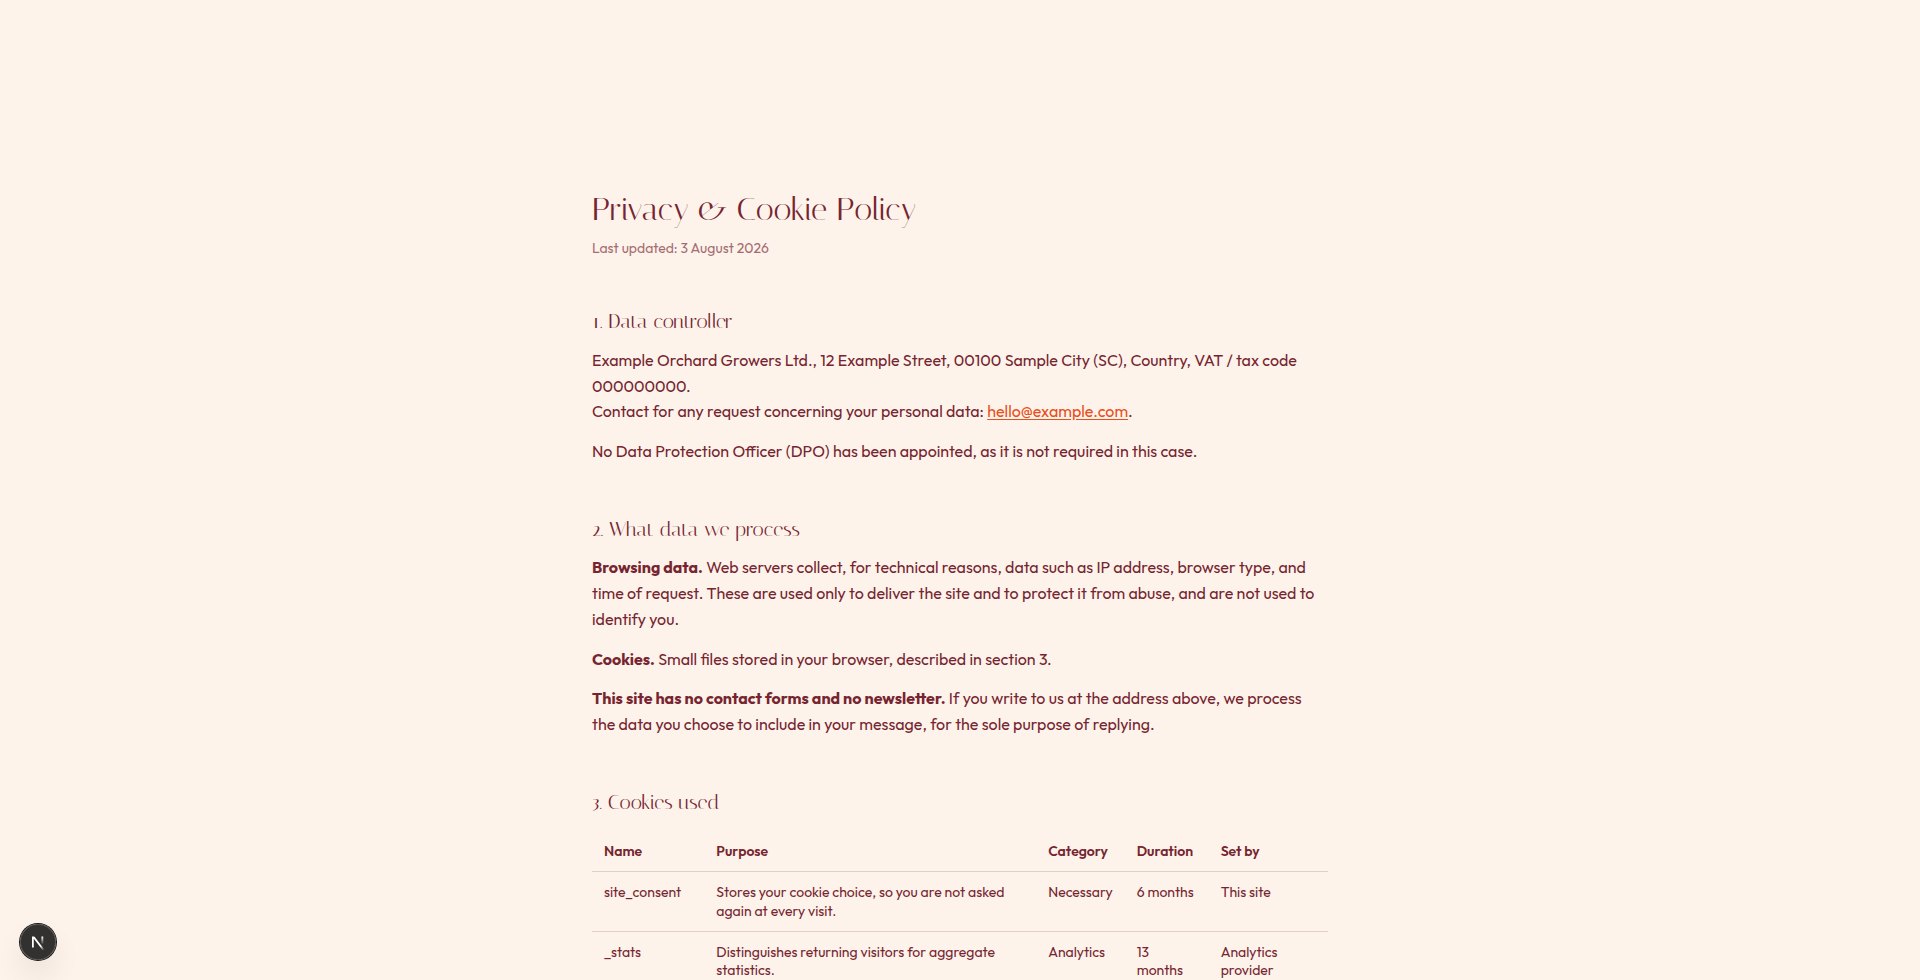 Privacy & Cookie Policy
Last updated: 3 August 2026
1. Data controller
Example Orchard Growers Ltd., 12 Example Street, 00100 Sample City (SC), Country, VAT / tax code
000000000.
Contact for any request concerning your personal data: hello@example.com.
No Data Protection Officer (DPO) has been appointed, as it is not required in this case.
2. What data we process
Browsing data. Web servers collect, for technical reasons, data such as IP address, browser type, and
time of request. These are used only to deliver the site and to protect it from abuse, and are not used to
identify you.
Cookies. Small files stored in your browser, described in section 3.
This site has no contact forms and no newsletter. If you write to us at the address above, we process
the data you choose to include in your message, for the sole purpose of replying.
3. Cookies used
Name Purpose Category Duration Set by
site_consent Stores your cookie choice, so you are not asked Necessary 6 months This site
again at every visit.
_stats Distinguishes returning visitors for aggregate Analytics 13 Analytics
statistics. months provider
N